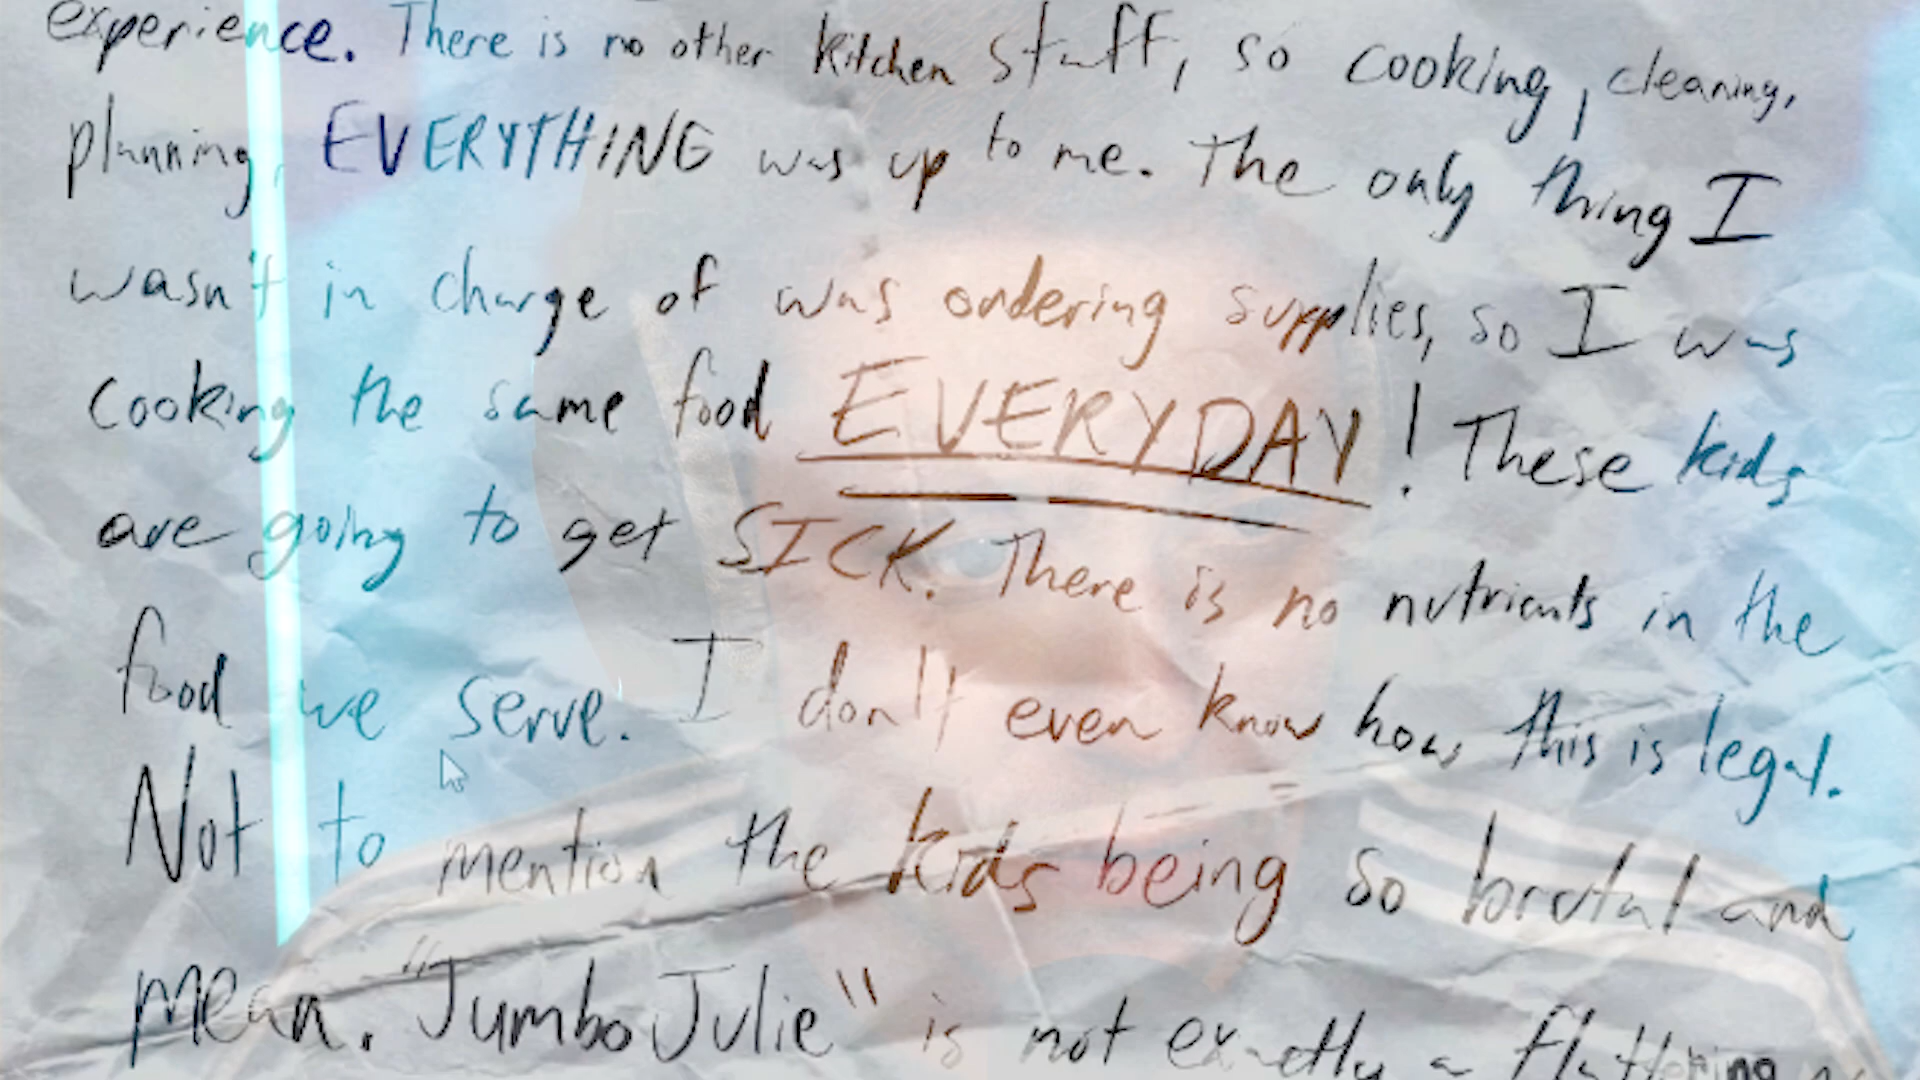 experience. There is no other kitchen staff, so cooking, cleaning,
planning, EVERYTHING was up to me. The only thing I
wasn't in charge of was ordering supplies, so I was
cooking the same food EVERYDAY! These kids
are going to get SICK. There is no nutrients in the
food we serve. I don't even know how this is legal.
Not to mention the kids being so brutal and
mean. "Jumbo Julie" is not exactly a flattering